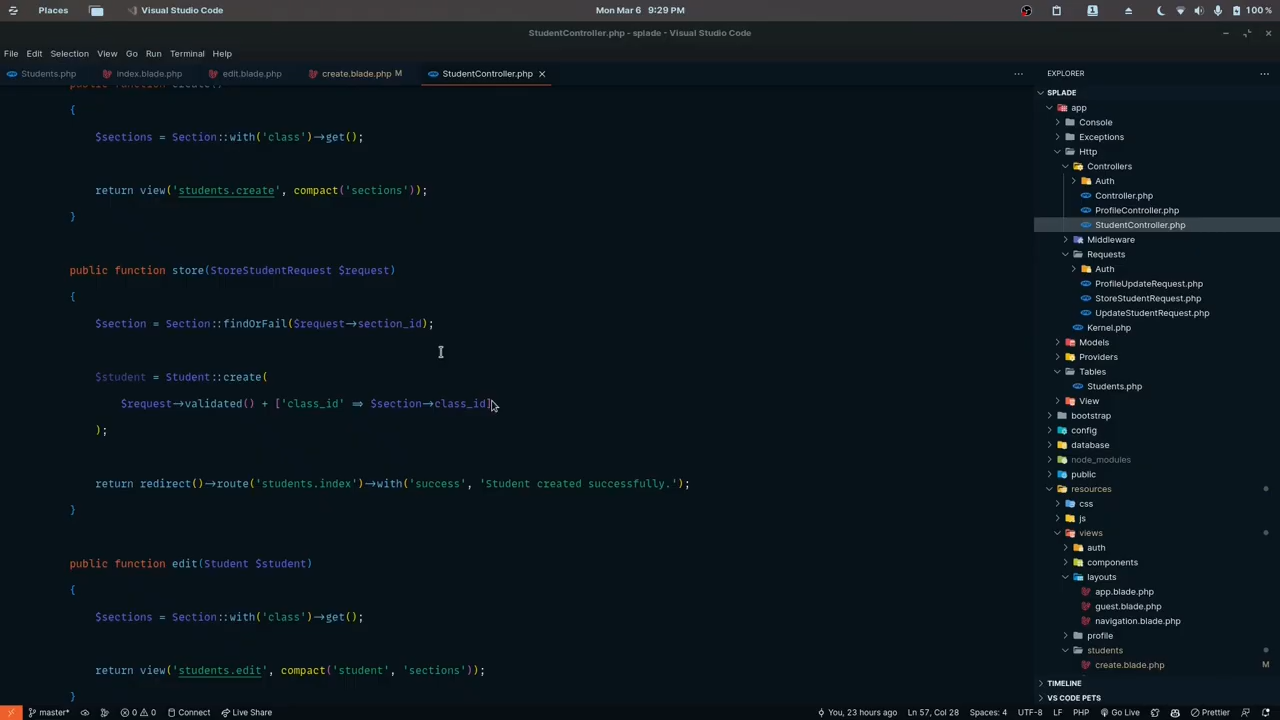 Places
Visual Studio Code
Mon Mar 6 9:29 PM
1
100 %
StudentController.php - splade - Visual Studio Code
File Edit Selection View Go Run Terminal Help
Students.php
index.blade.php
edit.blade.php
create.blade.php M
StudentController.php
public function create()
{
$sections = Section::with('class')->get();
return view('students.create', compact('sections'));
}
public function store(StoreStudentRequest $request)
{
$section = Section::findOrFail($request->section_id);
$student = Student::create(
$request->validated() + ['class_id' => $section->class_id]
);
return redirect()->route('students.index')->with('success', 'Student created successfully.');
}
public function edit(Student $student)
{
$sections = Section::with('class')->get();
return view('students.edit', compact('student', 'sections'));
}
EXPLORER
SPLADE
app
Console
Exceptions
Http
Controllers
Auth
Controller.php
ProfileController.php
StudentController.php
Middleware
Requests
Auth
ProfileUpdateRequest.php
StoreStudentRequest.php
UpdateStudentRequest.php
Kernel.php
Models
Providers
Tables
Students.php
View
bootstrap
config
database
node_modules
public
resources
css
js
views
auth
components
layouts
app.blade.php
guest.blade.php
navigation.blade.php
profile
students
create.blade.php M
TIMELINE
VS CODE PETS
master*
0 0
Connect
Live Share
You, 23 hours ago
Ln 57, Col 28
Spaces: 4
UTF-8
LF
PHP
Go Live
Prettier